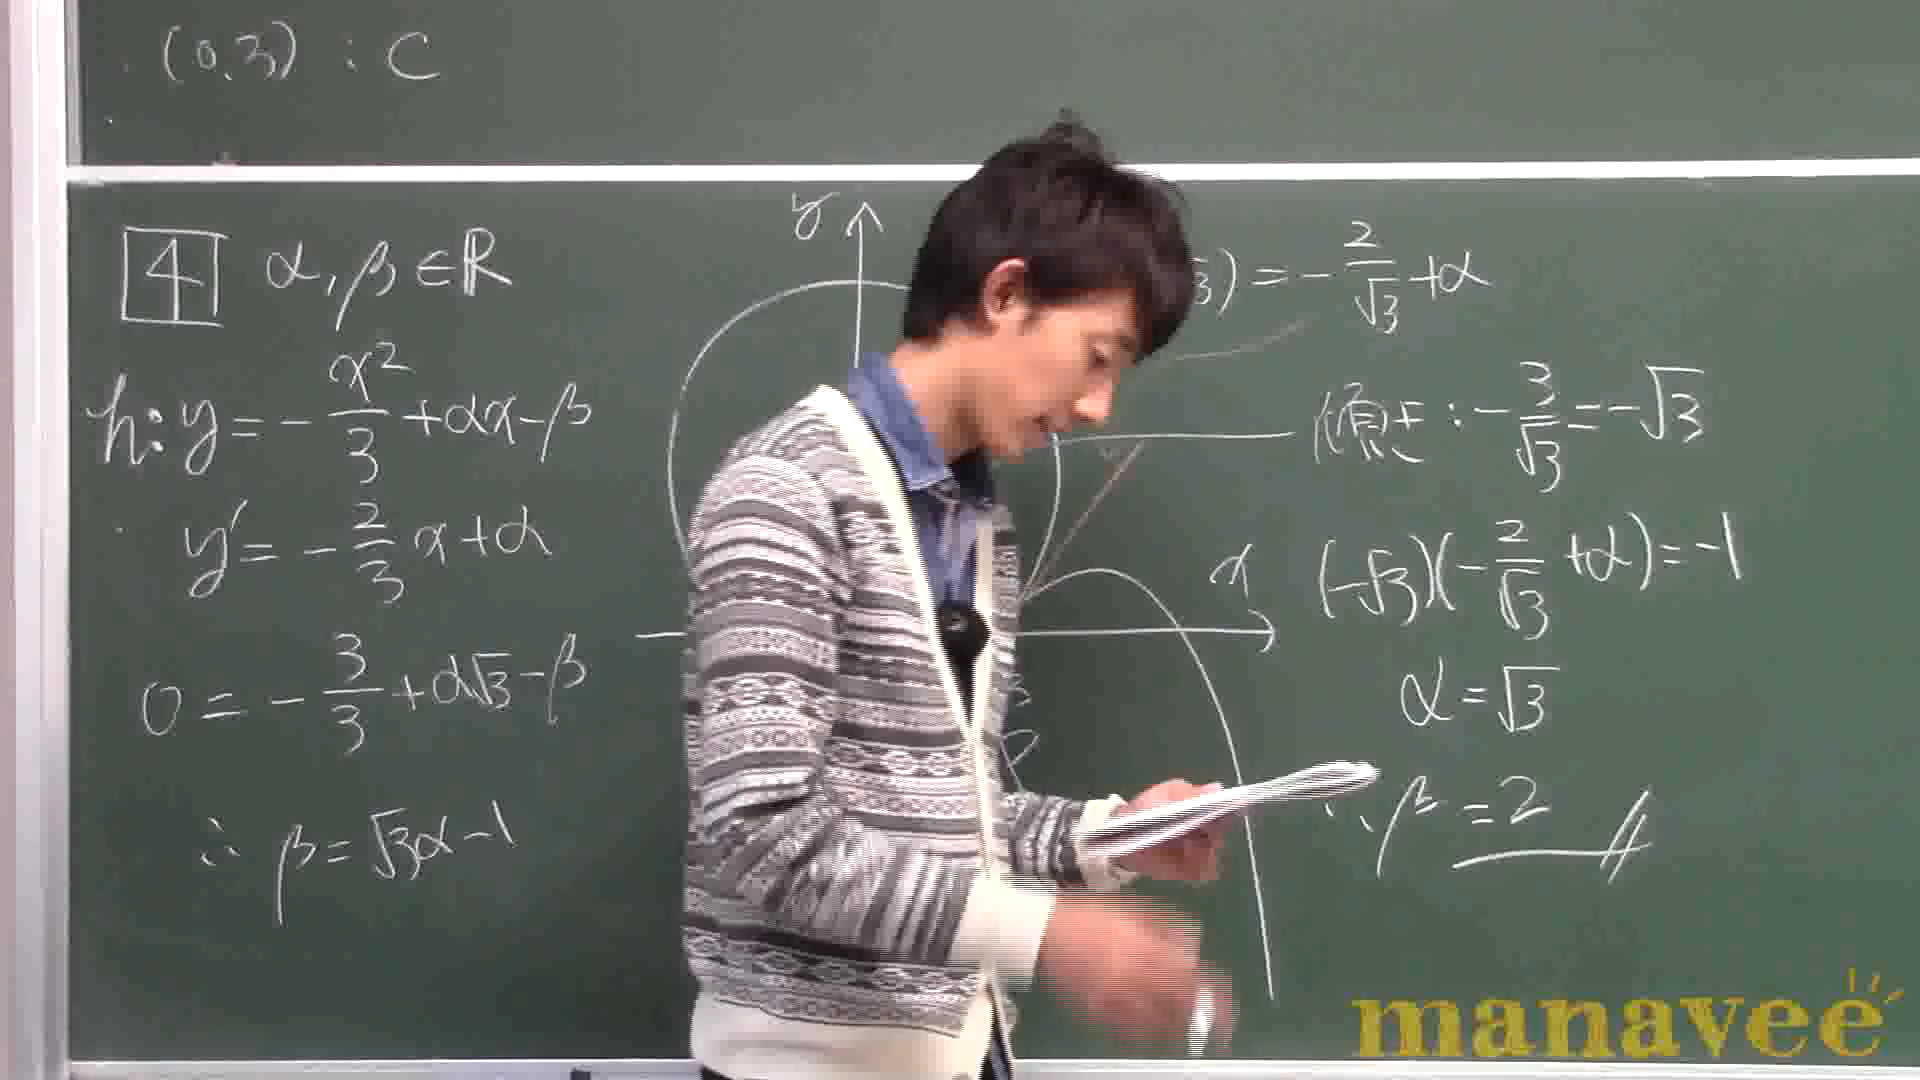 (0,3) : C
4 α, β ∈ ℝ
h: y = -x²/3 + αx - β
y' = -2/3 x + α
0 = -3/3 + α√3 - β
∴ β = √3α - 1
y
x
3) = -2/√3 + α
傾き : -3/√3 = -√3
(-√3)(-2/√3 + α) = -1
α = √3
∴ β = 2
manavee